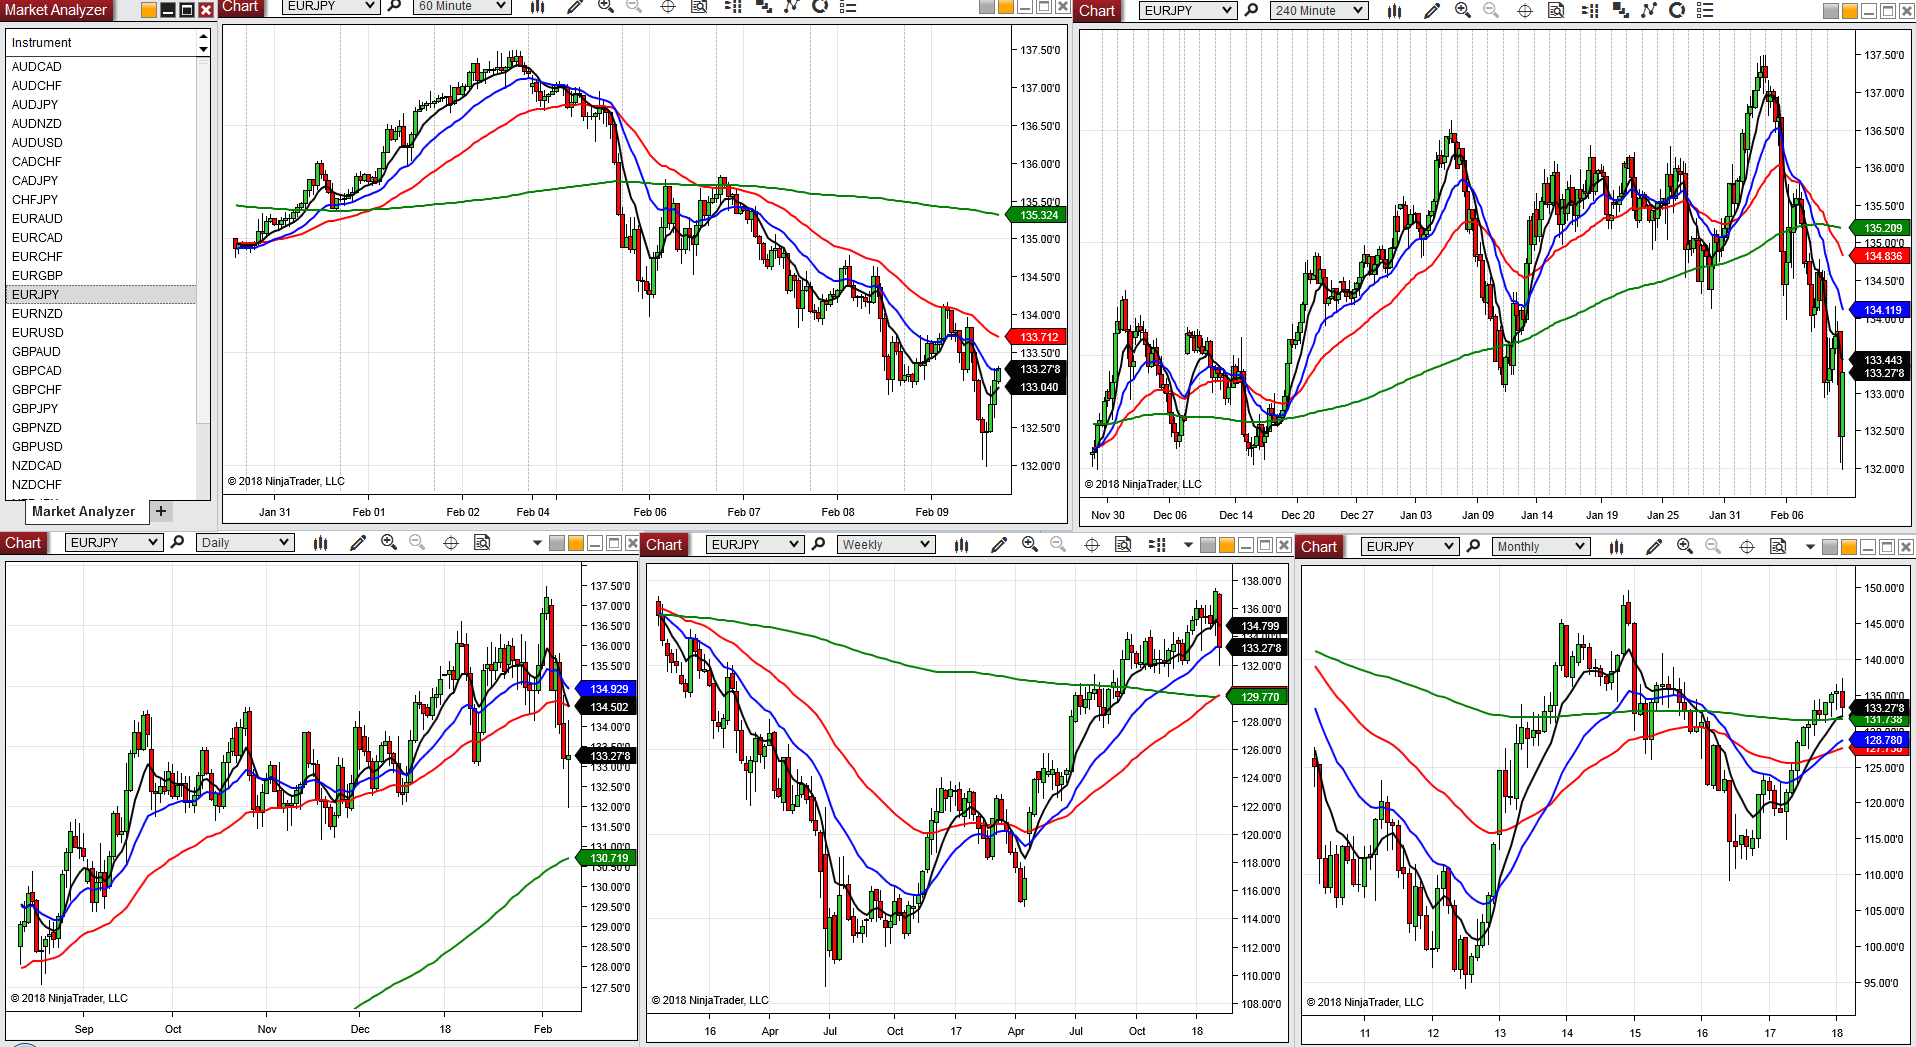 Market Analyzer
Instrument
AUDCAD
AUDCHF
AUDJPY
AUDNZD
AUDUSD
CADCHF
CADJPY
CHFJPY
EURAUD
EURCAD
EURCHF
EURGBP
EURJPY
EURNZD
EURUSD
GBPAUD
GBPCAD
GBPCHF
GBPJPY
GBPNZD
GBPUSD
NZDCAD
NZDCHF
Market Analyzer +
Chart EURJPY 60 Minute
137.50'0
137.00'0
136.50'0
136.00'0
135.50'0
135.324
135.00'0
134.50'0
134.00'0
133.712
133.50'0
133.27'8
133.040
132.50'0
132.00'0
© 2018 NinjaTrader, LLC
Jan 31 Feb 01 Feb 02 Feb 04 Feb 06 Feb 07 Feb 08 Feb 09
Chart EURJPY 240 Minute
137.50'0
137.00'0
136.50'0
136.00'0
135.50'0
135.209
135.00'0
134.836
134.50'0
134.119
134.00'0
133.443
133.27'8
133.00'0
132.50'0
132.00'0
© 2018 NinjaTrader, LLC
Nov 30 Dec 06 Dec 14 Dec 20 Dec 27 Jan 03 Jan 09 Jan 14 Jan 19 Jan 25 Jan 31 Feb 06
Chart EURJPY Daily
137.50'0
137.00'0
136.50'0
136.00'0
135.50'0
134.929
134.502
134.00'0
133.27'8
133.00'0
132.50'0
132.00'0
131.50'0
131.00'0
130.719
130.00'0
129.50'0
129.00'0
128.50'0
128.00'0
127.50'0
© 2018 NinjaTrader, LLC
Sep Oct Nov Dec 18 Feb
Chart EURJPY Weekly
138.00'0
136.00'0
134.799
133.27'8
132.00'0
129.770
128.00'0
126.00'0
124.00'0
122.00'0
120.00'0
118.00'0
116.00'0
114.00'0
112.00'0
110.00'0
108.00'0
© 2018 NinjaTrader, LLC
16 Apr Jul Oct 17 Apr Jul Oct 18
Chart EURJPY Monthly
150.00'0
145.00'0
140.00'0
135.00'0
133.27'8
131.738
128.780
125.00'0
120.00'0
115.00'0
110.00'0
105.00'0
100.00'0
95.00'0
© 2018 NinjaTrader, LLC
11 12 13 14 15 16 17 18